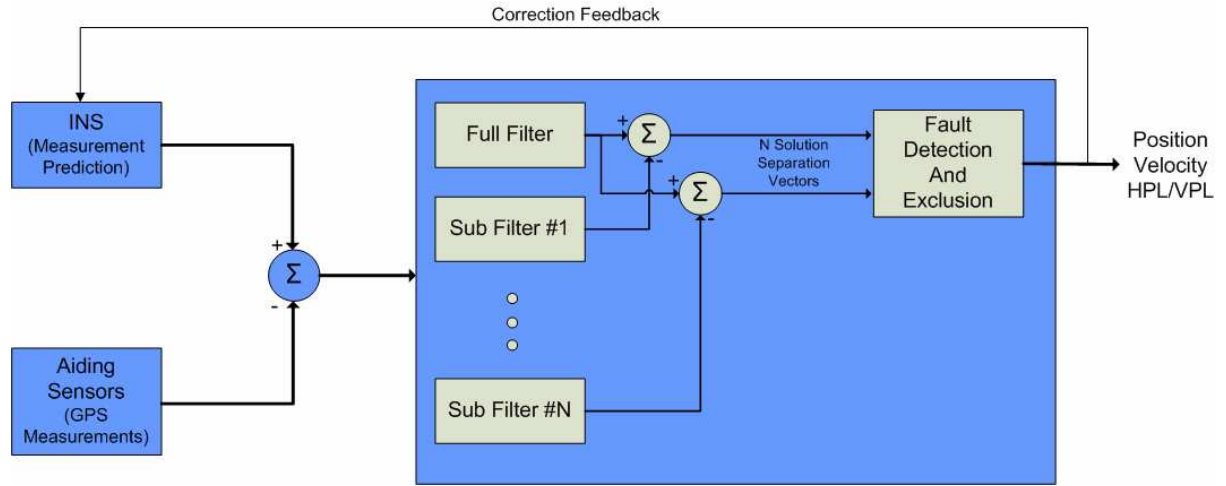 Correction Feedback
INS
(Measurement
Prediction)
+
Σ
-
Aiding
Sensors
(GPS
Measurements)
Full Filter
Sub Filter #1
Sub Filter #N
+
Σ
-
+
Σ
-
N Solution
Separation
Vectors
Fault
Detection
And
Exclusion
Position
Velocity
HPL/VPL